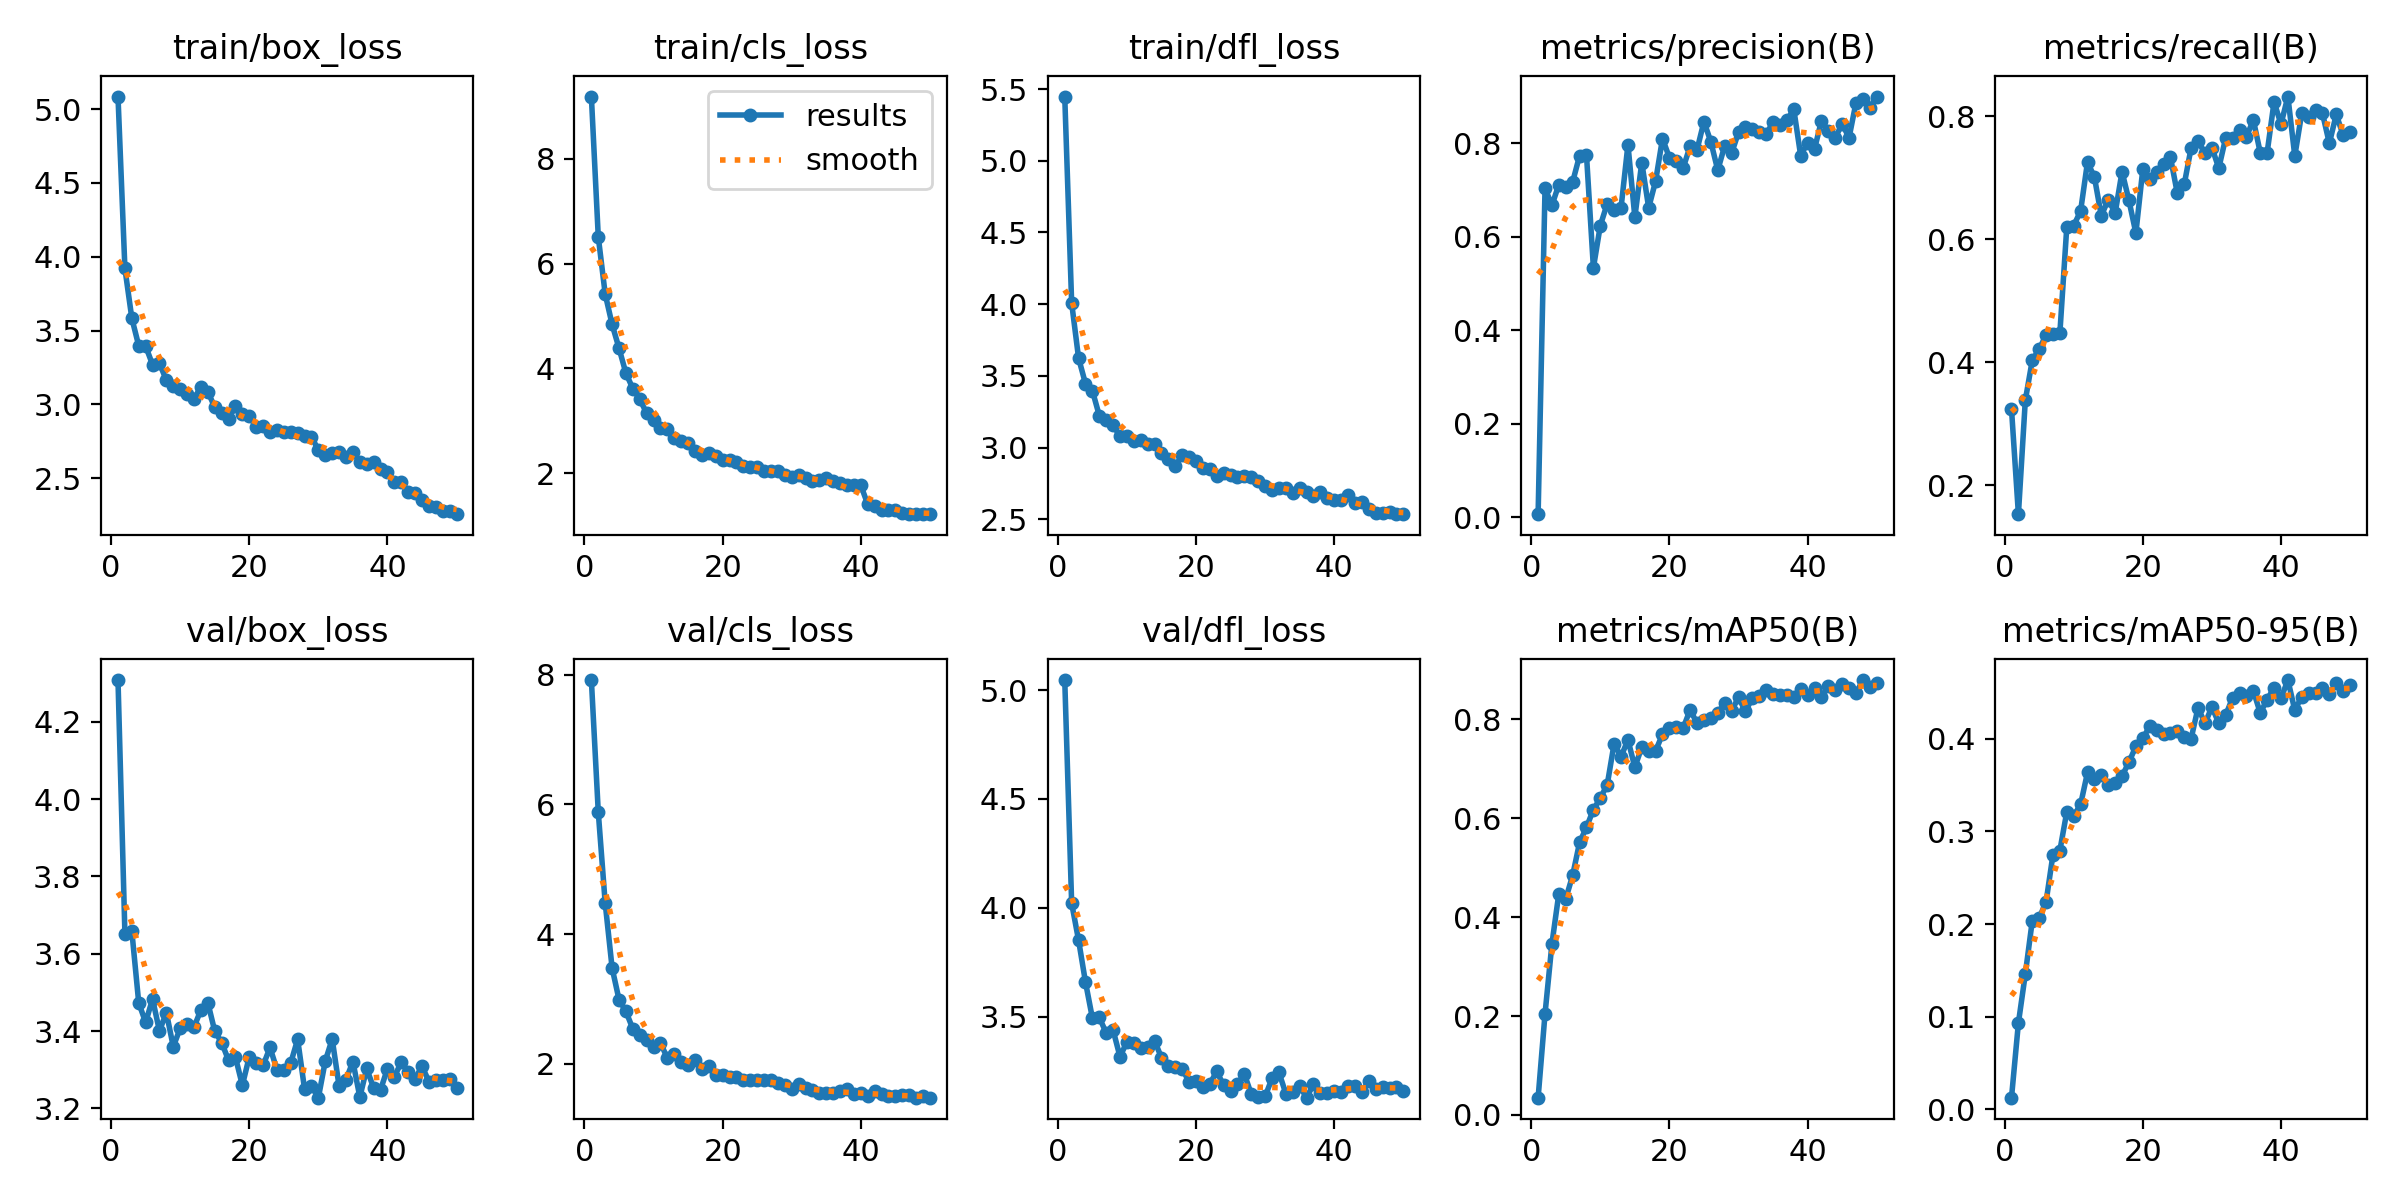 train/box_loss
5.0
4.5
4.0
3.5
3.0
2.5
0 20 40
train/cls_loss
results
smooth
8
6
4
2
0 20 40
train/dfl_loss
5.5
5.0
4.5
4.0
3.5
3.0
2.5
0 20 40
metrics/precision(B)
0.8
0.6
0.4
0.2
0.0
0 20 40
metrics/recall(B)
0.8
0.6
0.4
0.2
0 20 40
val/box_loss
4.2
4.0
3.8
3.6
3.4
3.2
0 20 40
val/cls_loss
8
6
4
2
0 20 40
val/dfl_loss
5.0
4.5
4.0
3.5
0 20 40
metrics/mAP50(B)
0.8
0.6
0.4
0.2
0.0
0 20 40
metrics/mAP50-95(B)
0.4
0.3
0.2
0.1
0.0
0 20 40